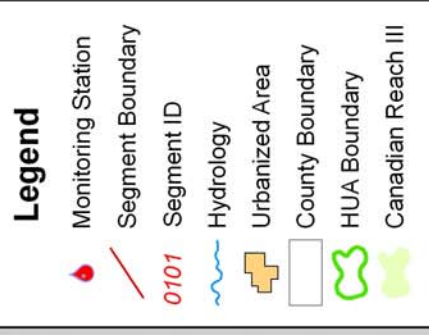 Legend
Monitoring Station
Segment Boundary
0101 Segment ID
Hydrology
Urbanized Area
County Boundary
HUA Boundary
Canadian Reach III